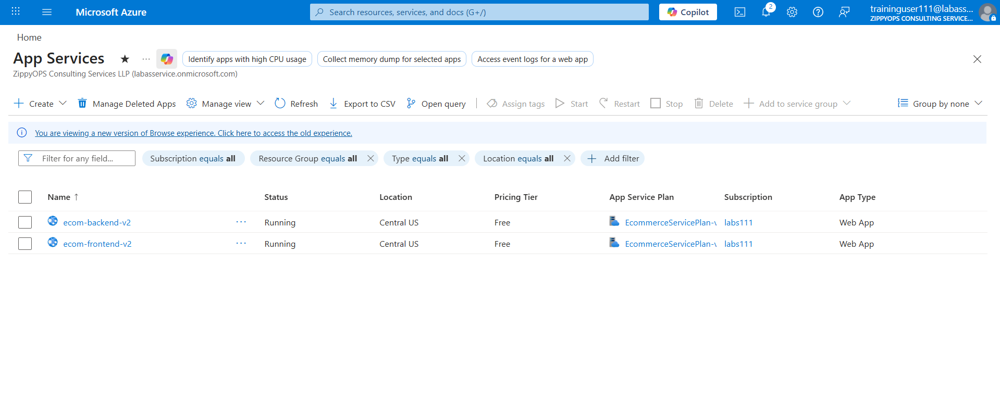 Microsoft Azure
Search resources, services, and docs (G+/)
Copilot
2
traininguser111@labass...
ZIPPYOPS CONSULTING SERVICE...
Home
App Services
Identify apps with high CPU usage
Collect memory dump for selected apps
Access event logs for a web app
ZippyOPS Consulting Services LLP (labasservice.onmicrosoft.com)
Create
Manage Deleted Apps
Manage view
Refresh
Export to CSV
Open query
Assign tags
Start
Restart
Stop
Delete
Add to service group
Group by none
You are viewing a new version of Browse experience. Click here to access the old experience.
Filter for any field...
Subscription equals all
Resource Group equals all
Type equals all
Location equals all
Add filter
Name ↑ Status Location Pricing Tier App Service Plan Subscription App Type
ecom-backend-v2 ... Running Central US Free EcommerceServicePlan-v labs111 Web App
ecom-frontend-v2 ... Running Central US Free EcommerceServicePlan-v labs111 Web App